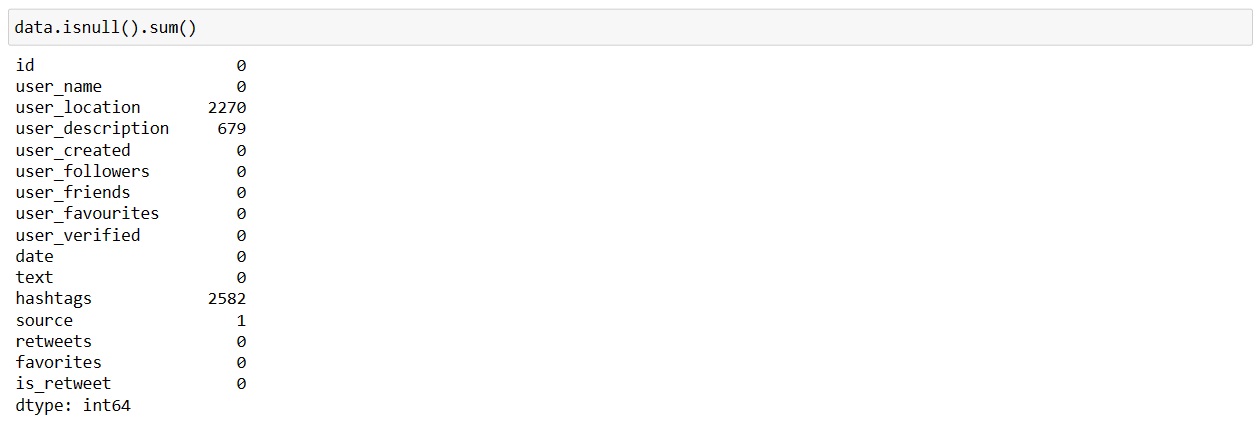 data.isnull().sum()
id                     0
user_name              0
user_location       2270
user_description     679
user_created           0
user_followers         0
user_friends           0
user_favourites        0
user_verified          0
date                   0
text                   0
hashtags            2582
source                 1
retweets               0
favorites              0
is_retweet             0
dtype: int64